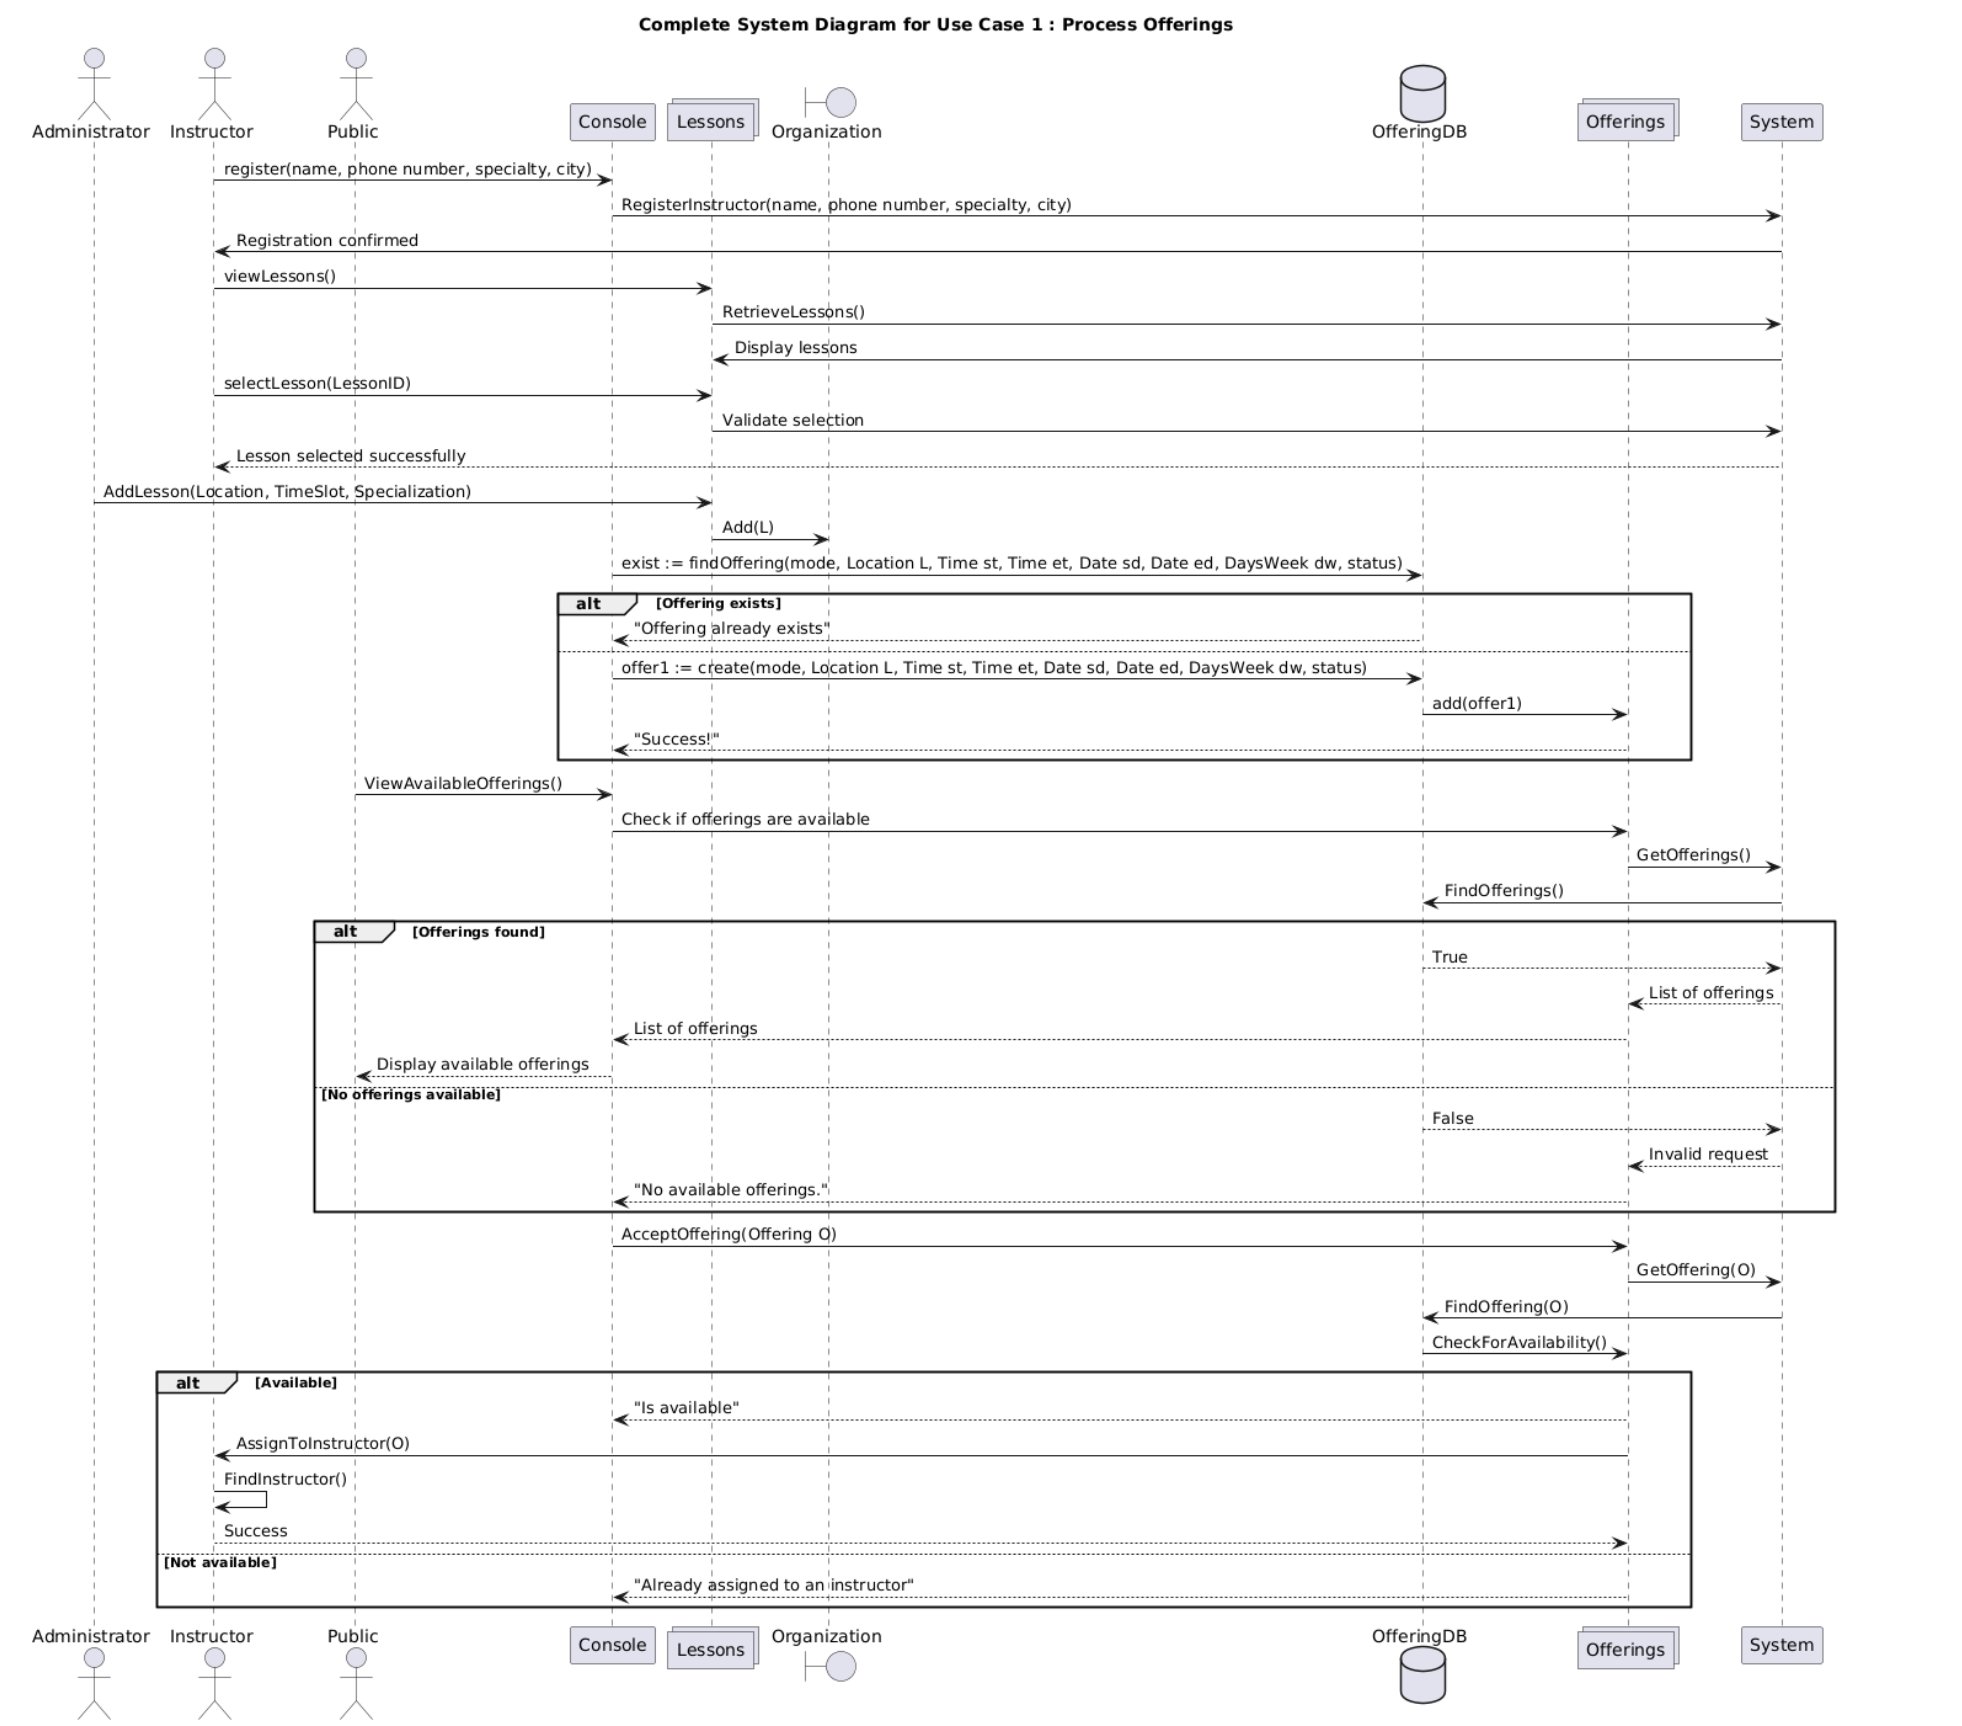 Complete System Diagram for Use Case 1 : Process Offerings
Administrator
Instructor
Public
Console
Lessons
Organization
OfferingDB
Offerings
System
register(name, phone number, specialty, city)
RegisterInstructor(name, phone number, specialty, city)
Registration confirmed
viewLessons()
RetrieveLessons()
Display lessons
selectLesson(LessonID)
Validate selection
Lesson selected successfully
AddLesson(Location, TimeSlot, Specialization)
Add(L)
exist := findOffering(mode, Location L, Time st, Time et, Date sd, Date ed, DaysWeek dw, status)
alt
[Offering exists]
"Offering already exists"
offer1 := create(mode, Location L, Time st, Time et, Date sd, Date ed, DaysWeek dw, status)
add(offer1)
"Success!"
ViewAvailableOfferings()
Check if offerings are available
GetOfferings()
FindOfferings()
alt
[Offerings found]
True
List of offerings
List of offerings
Display available offerings
[No offerings available]
False
Invalid request
"No available offerings."
AcceptOffering(Offering O)
GetOffering(O)
FindOffering(O)
CheckForAvailability()
alt
[Available]
"Is available"
AssignToInstructor(O)
FindInstructor()
Success
[Not available]
"Already assigned to an instructor"
Administrator
Instructor
Public
Console
Lessons
Organization
OfferingDB
Offerings
System